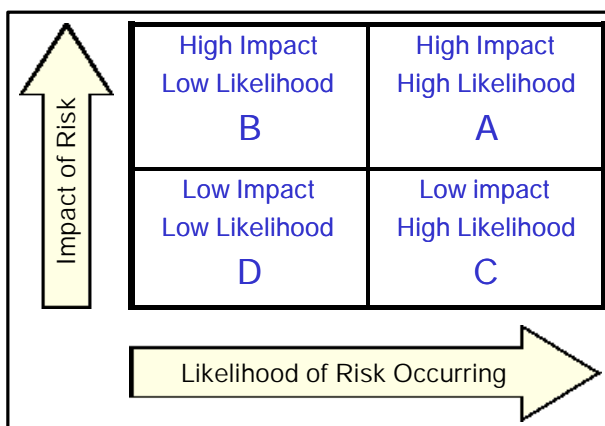 Impact of Risk
High Impact
Low Likelihood
B
High Impact
High Likelihood
A
Low Impact
Low Likelihood
D
Low impact
High Likelihood
C
Likelihood of Risk Occurring